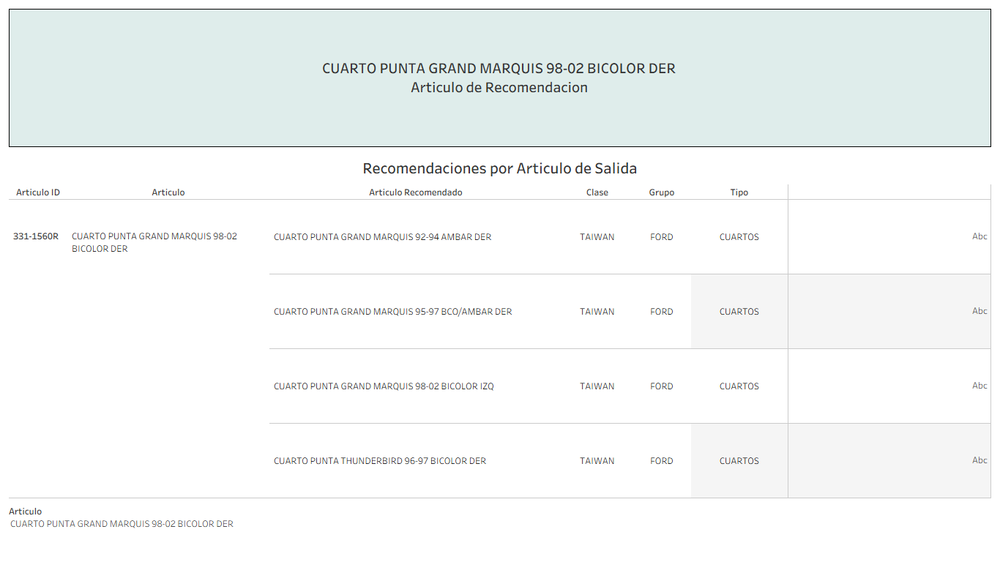 CUARTO PUNTA GRAND MARQUIS 98-02 BICOLOR DER
Articulo de Recomendacion
Recomendaciones por Articulo de Salida
Articulo ID Articulo Articulo Recomendado Clase Grupo Tipo
331-1560R CUARTO PUNTA GRAND MARQUIS 98-02 CUARTO PUNTA GRAND MARQUIS 92-94 AMBAR DER TAIWAN FORD CUARTOS Abc
BICOLOR DER
CUARTO PUNTA GRAND MARQUIS 95-97 BCO/AMBAR DER TAIWAN FORD CUARTOS Abc
CUARTO PUNTA GRAND MARQUIS 98-02 BICOLOR IZQ TAIWAN FORD CUARTOS Abc
CUARTO PUNTA THUNDERBIRD 96-97 BICOLOR DER TAIWAN FORD CUARTOS Abc
Articulo
CUARTO PUNTA GRAND MARQUIS 98-02 BICOLOR DER